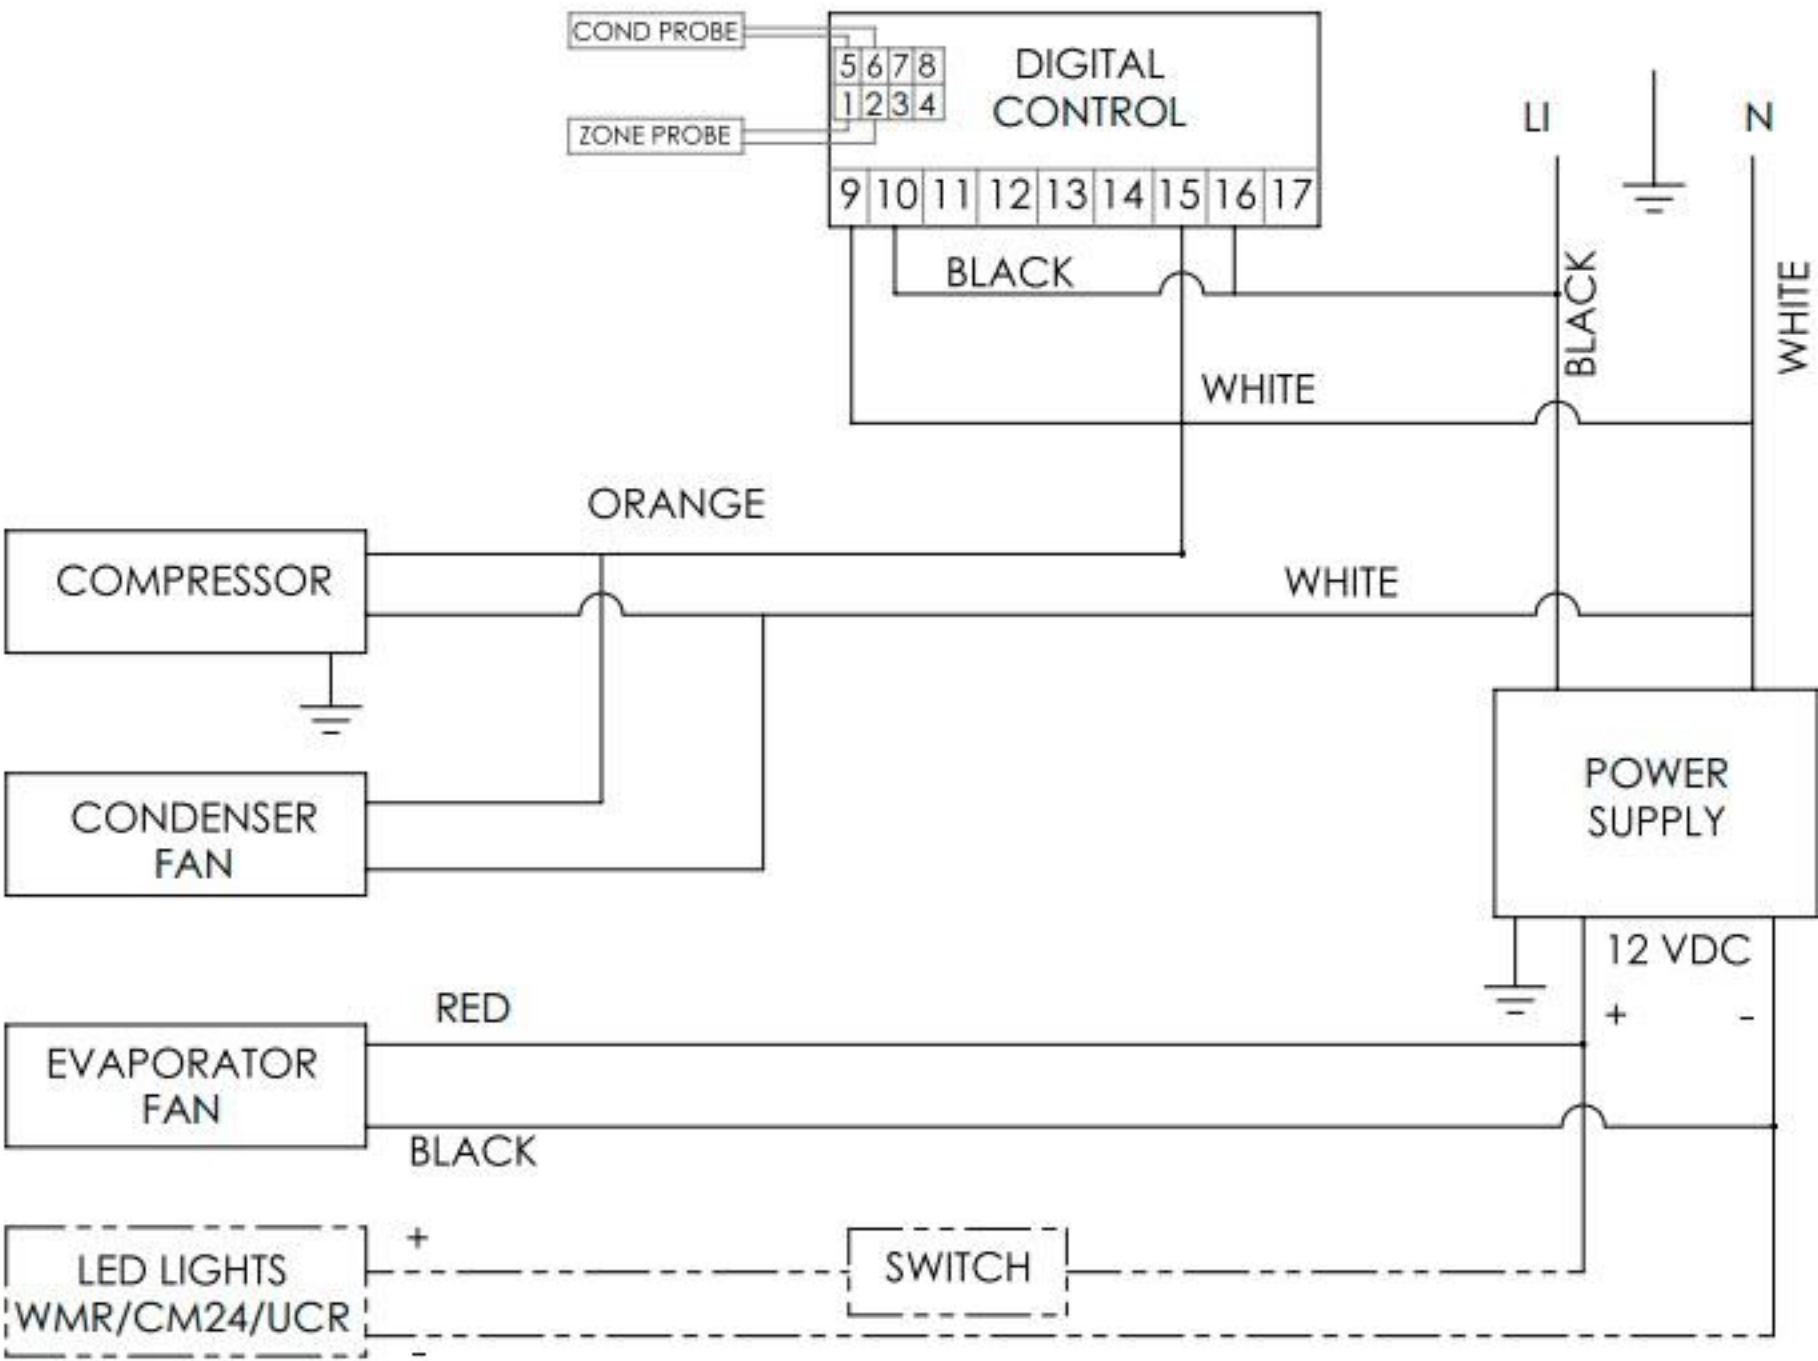 COND PROBE
5 6 7 8
DIGITAL
CONTROL
1 2 3 4
ZONE PROBE
LI
N
9 10 11 12 13 14 15 16 17
BLACK
BLACK
WHITE
WHITE
ORANGE
COMPRESSOR
WHITE
CONDENSER
FAN
POWER
SUPPLY
12 VDC
+ -
RED
EVAPORATOR
FAN
BLACK
+
LED LIGHTS
WMR/CM24/UCR
SWITCH
-